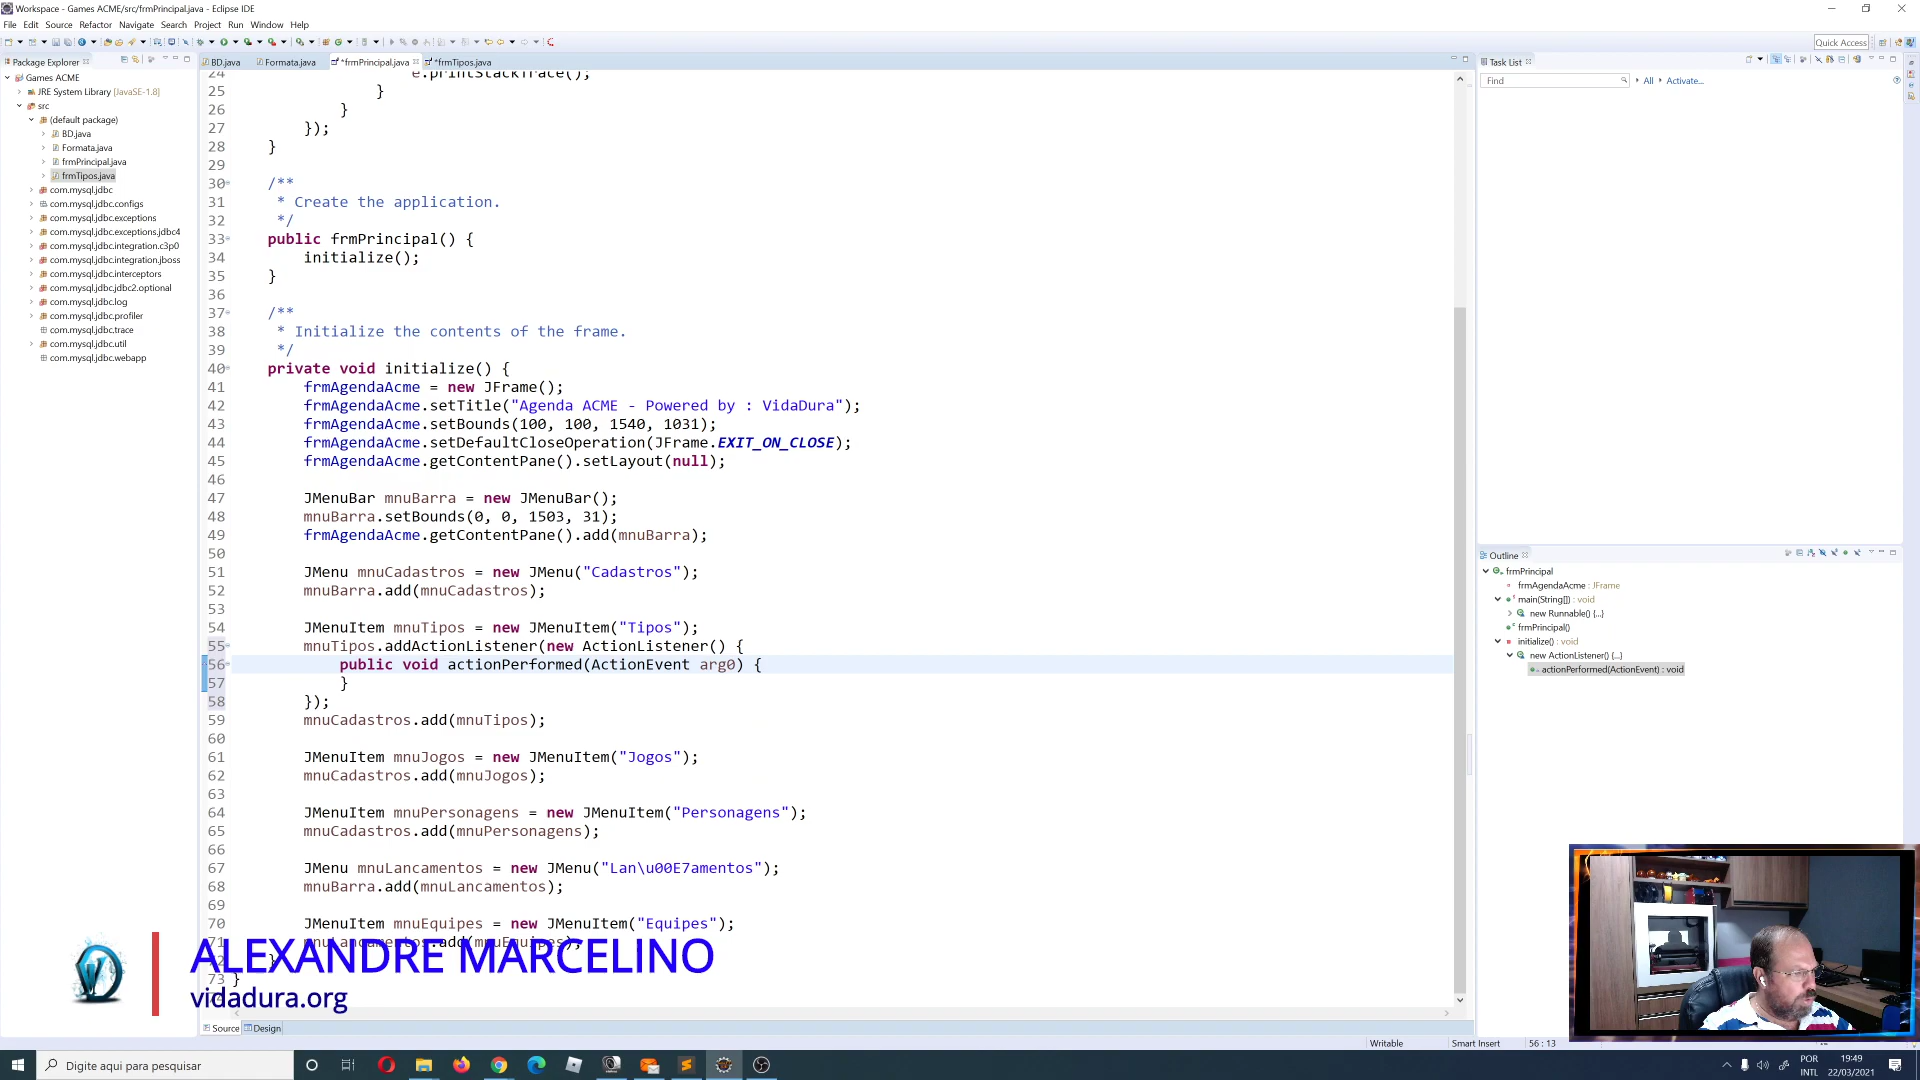 Workspace - Games ACME/src/frmPrincipal.java - Eclipse IDE
File Edit Source Refactor Navigate Search Project Run Window Help
Quick Access
Package Explorer
Games ACME
JRE System Library [JavaSE-1.8]
src
(default package)
BD.java
Formata.java
frmPrincipal.java
frmTipos.java
com.mysql.jdbc
com.mysql.jdbc.configs
com.mysql.jdbc.exceptions
com.mysql.jdbc.exceptions.jdbc4
com.mysql.jdbc.integration.c3p0
com.mysql.jdbc.integration.jboss
com.mysql.jdbc.interceptors
com.mysql.jdbc.jdbc2.optional
com.mysql.jdbc.log
com.mysql.jdbc.profiler
com.mysql.jdbc.trace
com.mysql.jdbc.util
com.mysql.jdbc.webapp
BD.java Formata.java *frmPrincipal.java *frmTipos.java
24 e.printStackTrace();
25 }
26 }
27 });
28 }
29
30 /**
31 * Create the application.
32 */
33 public frmPrincipal() {
34 initialize();
35 }
36
37 /**
38 * Initialize the contents of the frame.
39 */
40 private void initialize() {
41 frmAgendaAcme = new JFrame();
42 frmAgendaAcme.setTitle("Agenda ACME - Powered by : VidaDura");
43 frmAgendaAcme.setBounds(100, 100, 1540, 1031);
44 frmAgendaAcme.setDefaultCloseOperation(JFrame.EXIT_ON_CLOSE);
45 frmAgendaAcme.getContentPane().setLayout(null);
46
47 JMenuBar mnuBarra = new JMenuBar();
48 mnuBarra.setBounds(0, 0, 1503, 31);
49 frmAgendaAcme.getContentPane().add(mnuBarra);
50
51 JMenu mnuCadastros = new JMenu("Cadastros");
52 mnuBarra.add(mnuCadastros);
53
54 JMenuItem mnuTipos = new JMenuItem("Tipos");
55 mnuTipos.addActionListener(new ActionListener() {
56 public void actionPerformed(ActionEvent arg0) {
57 }
58 });
59 mnuCadastros.add(mnuTipos);
60
61 JMenuItem mnuJogos = new JMenuItem("Jogos");
62 mnuCadastros.add(mnuJogos);
63
64 JMenuItem mnuPersonagens = new JMenuItem("Personagens");
65 mnuCadastros.add(mnuPersonagens);
66
67 JMenu mnuLancamentos = new JMenu("Lan\u00E7amentos");
68 mnuBarra.add(mnuLancamentos);
69
70 JMenuItem mnuEquipes = new JMenuItem("Equipes");
71 mnuLancamentos.add(mnuEquipes);
}
73 }
ALEXANDRE MARCELINO
vidadura.org
Source Design
Task List
Find All Activate...
Outline
frmPrincipal
frmAgendaAcme : JFrame
main(String[]) : void
new Runnable() {...}
frmPrincipal()
initialize() : void
new ActionListener() {...}
actionPerformed(ActionEvent) : void
Writable Smart Insert 56 : 13
Digite aqui para pesquisar
POR
INTL
19:49
22/03/2021